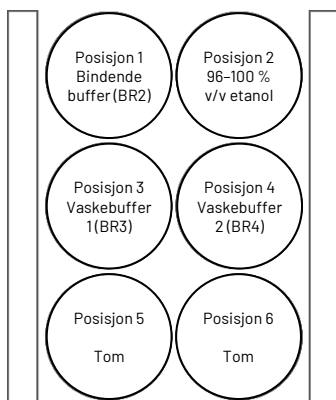 Posisjon 1
Bindende
buffer (BR2)
Posisjon 2
96–100 %
v/v etanol
Posisjon 3
Vaskebuffer
1 (BR3)
Posisjon 4
Vaskebuffer
2 (BR4)
Posisjon 5
Tom
Posisjon 6
Tom